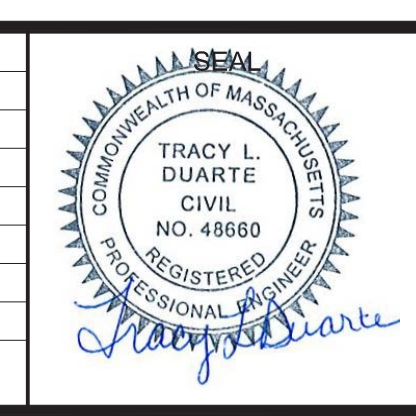 SEAL
COMMONWEALTH OF MASSACHUSETTS
TRACY L.
DUARTE
CIVIL
NO. 48660
REGISTERED
PROFESSIONAL ENGINEER
Tracy L Duarte